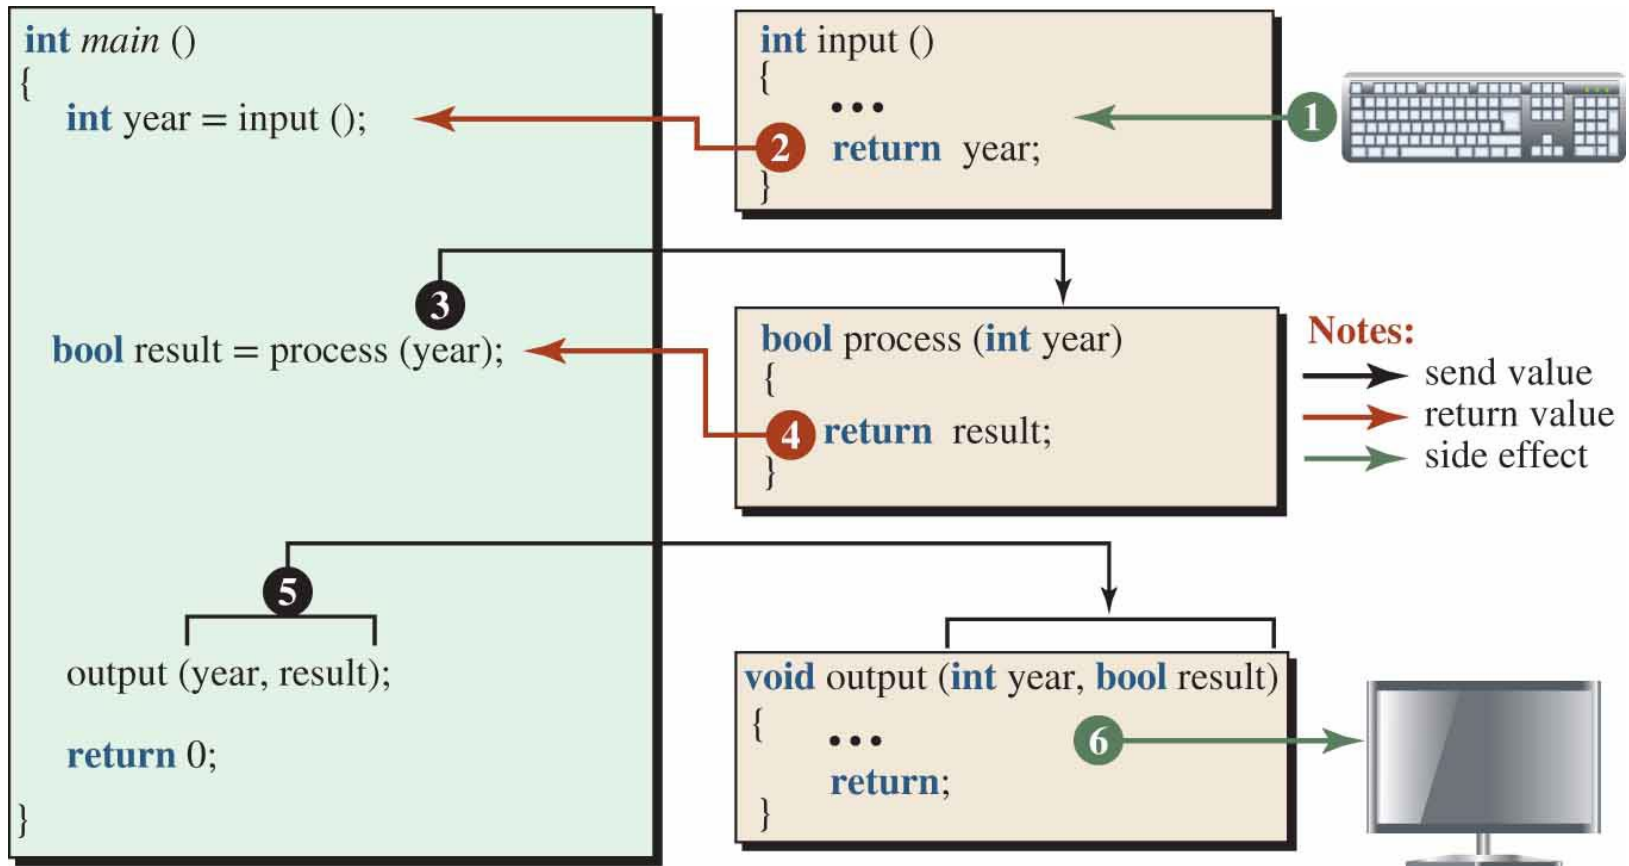 int main ()
{
int year = input ();
bool result = process (year);
output (year, result);
return 0;
}
int input ()
{
•••
return year;
}
1
2
3
bool process (int year)
{
return result;
}
4
5
void output (int year, bool result)
{
•••
return;
}
6
Notes:
send value
return value
side effect